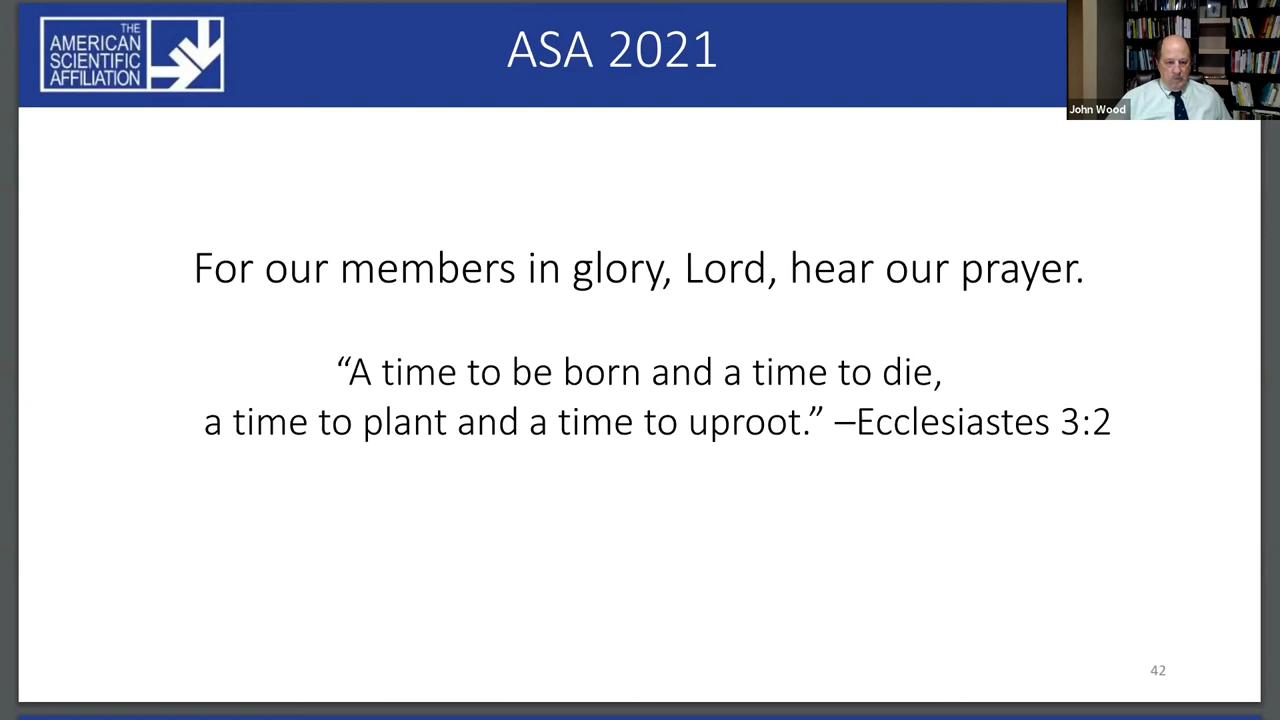 THE
AMERICAN
SCIENTIFIC
AFFILIATION
ASA 2021
John Wood
For our members in glory, Lord, hear our prayer.
“A time to be born and a time to die,
a time to plant and a time to uproot.” –Ecclesiastes 3:2
42